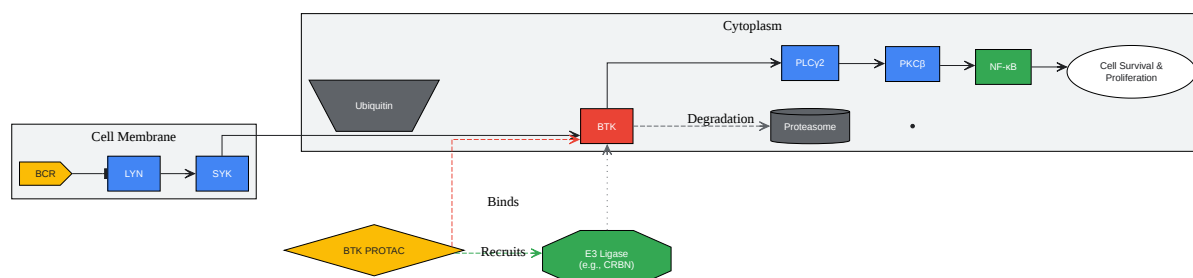 Cytoplasm
PLCγ2
PKCβ
NF-κB
Cell Survival &
Proliferation
Ubiquitin
BTK
Degradation
Proteasome
Cell Membrane
BCR
LYN
SYK
Binds
BTK PROTAC
Recruits
E3 Ligase
(e.g., CRBN)